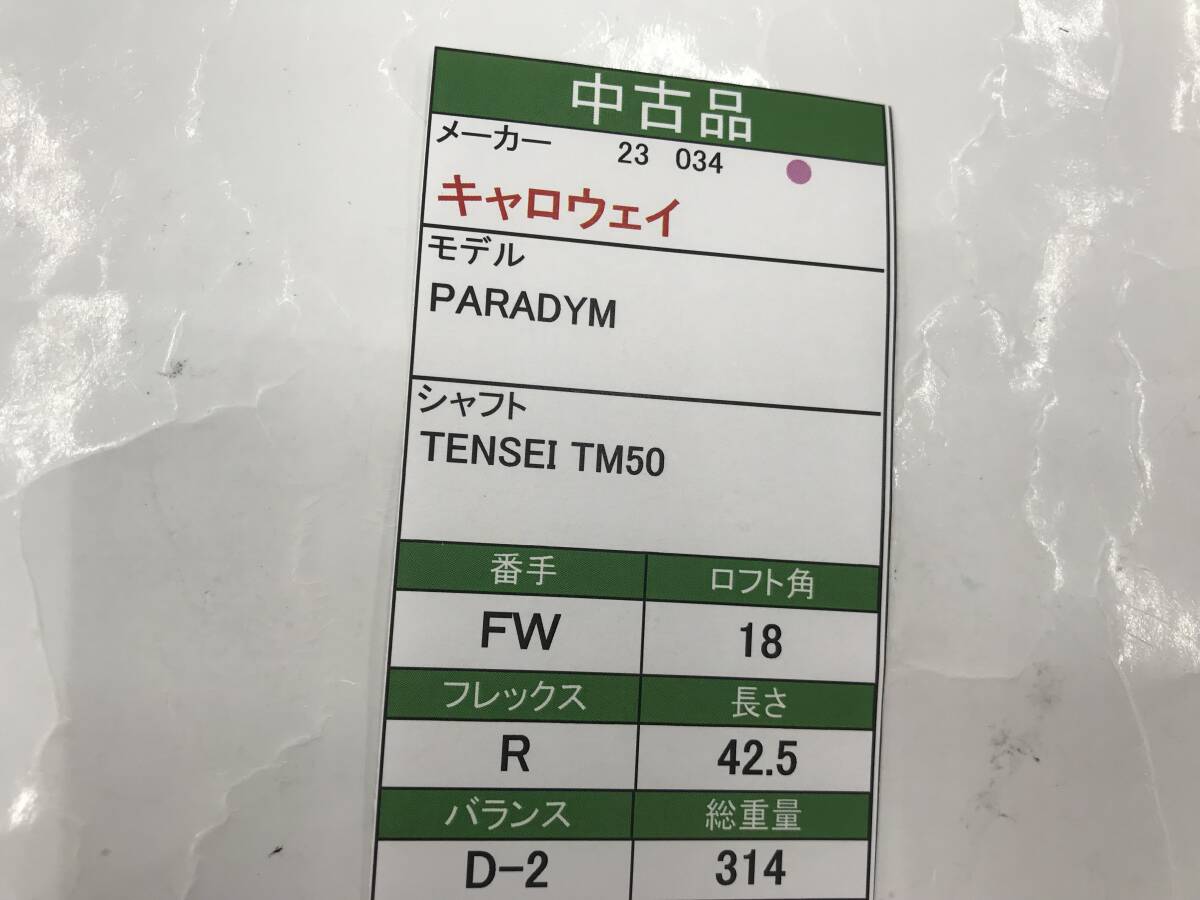 中古品
メーカー 23 034
キャロウェイ
モデル
PARADYM
シャフト
TENSEI TM50
番手 ロフト角
FW 18
フレックス 長さ
R 42.5
バランス 総重量
D-2 314